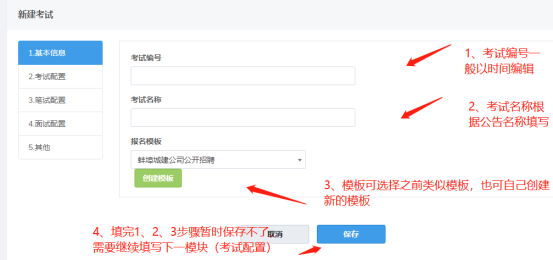 新建考试
1.基本信息
2.考试配置
3.笔试配置
4.面试配置
5.其他
考试编号
1、考试编号一
般以时间编辑
考试名称
2、考试名称根
据公告名称填写
报名模板
蚌埠城建公司公开招聘
创建模板
3、模板可选择之前类似模板，也可自己创建
新的模板
4、填完1、2、3步骤暂时保存不了
需要继续填写下一模块（考试配置）
取消
保存